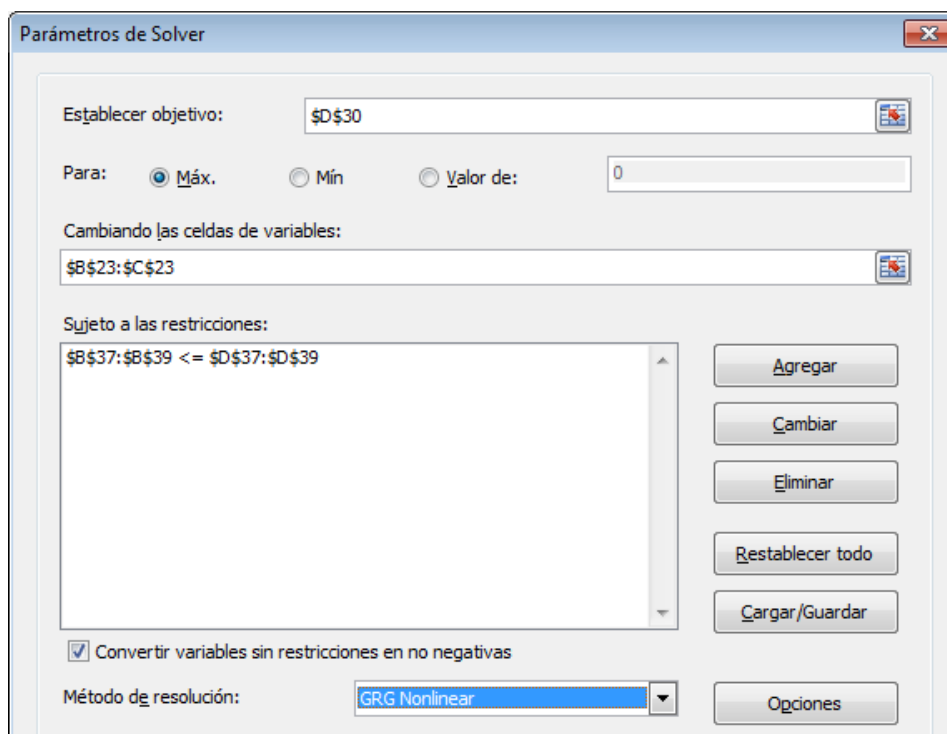 Parámetros de Solver
Establecer objetivo: $D$30
Para: Máx. Mín Valor de: 0
Cambiando las celdas de variables:
$B$23:$C$23
Sujeto a las restricciones:
$B$37:$B$39 <= $D$37:$D$39
Agregar
Cambiar
Eliminar
Restablecer todo
Cargar/Guardar
Convertir variables sin restricciones en no negativas
Método de resolución: GRG Nonlinear Opciones